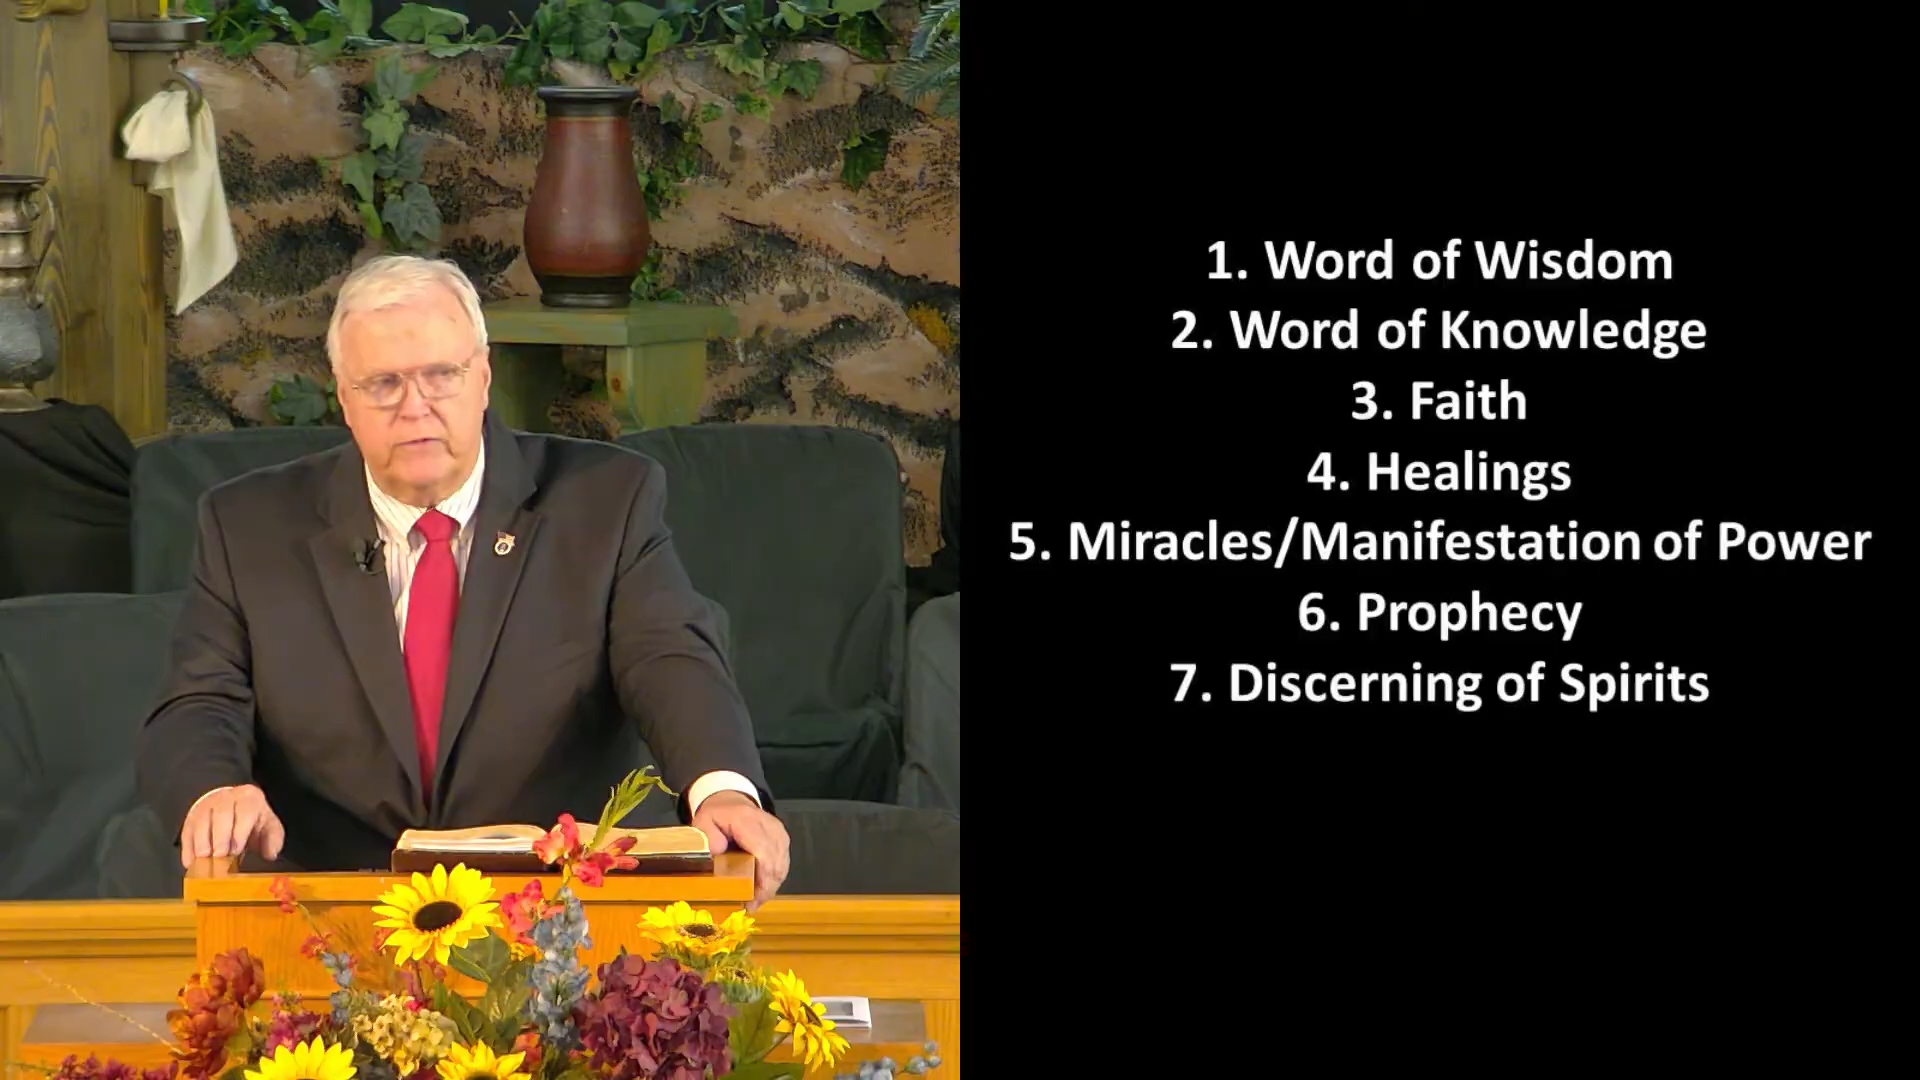 1. Word of Wisdom
2. Word of Knowledge
3. Faith
4. Healings
5. Miracles/Manifestation of Power
6. Prophecy
7. Discerning of Spirits